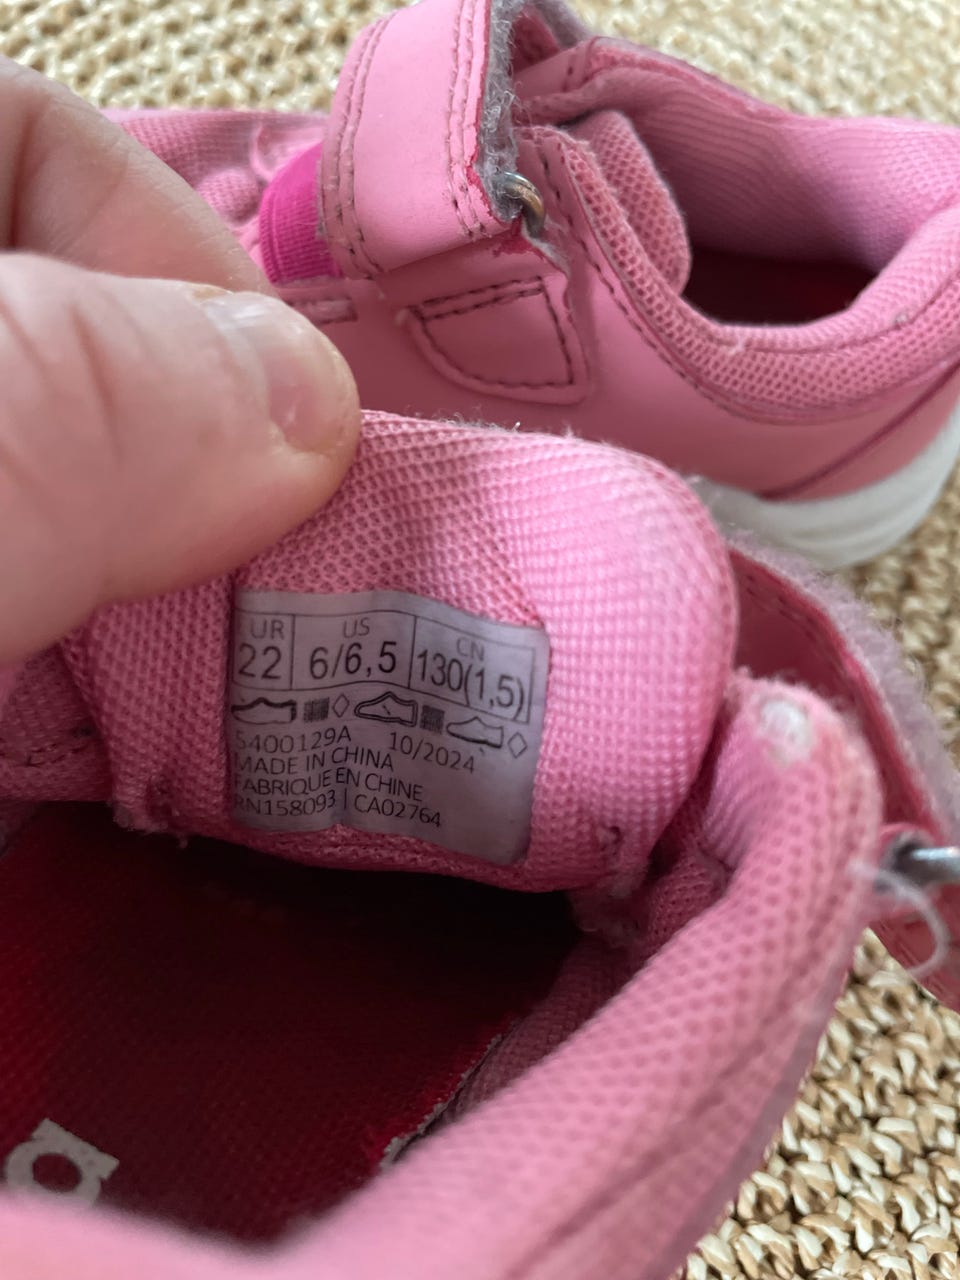 UR US CN
22 6/6,5 130(1,5)
5400129A 10/2024
MADE IN CHINA
FABRIQUE EN CHINE
RN158093 | CA02764